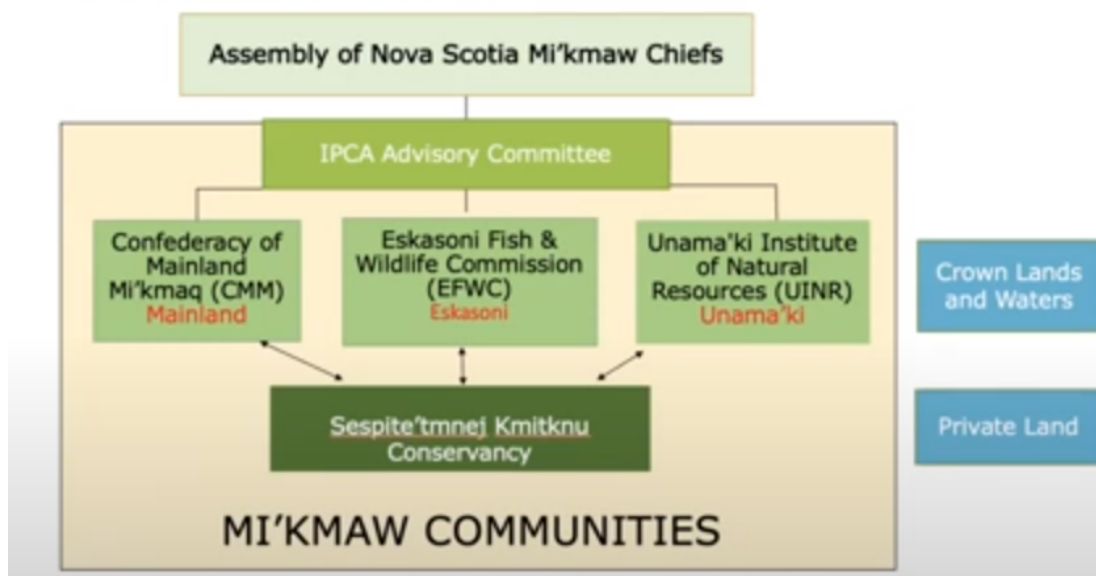 Assembly of Nova Scotia Mi'kmaw Chiefs
IPCA Advisory Committee
Confederacy of
Mainland
Mi'kmaq (CMM)
Mainland
Eskasoni Fish &
Wildlife Commission
(EFWC)
Eskasoni
Unama'ki Institute
of Natural
Resources (UINR)
Unama'ki
Crown Lands
and Waters
Sespite'tmnej Kmitknu
Conservancy
Private Land
MI'KMAW COMMUNITIES